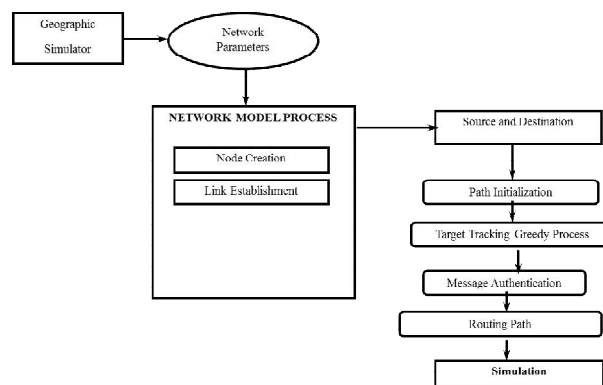 Geographic
Simulator
Network
Parameters
NETWORK MODEL PROCESS
Node Creation
Link Establishment
Source and Destination
Path Initialization
Target Tracking Greedy Process
Message Authentication
Routing Path
Simulation